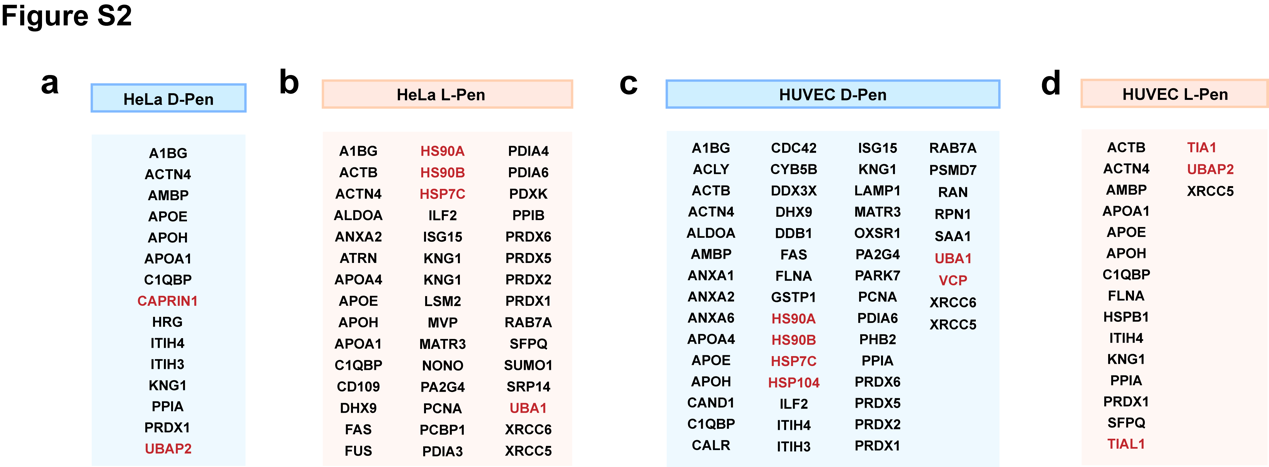 Figure S2
a
HeLa D-Pen
A1BG
ACTN4
AMBP
APOE
APOH
APOA1
C1QBP
CAPRIN1
HRG
ITIH4
ITIH3
KNG1
PPIA
PRDX1
UBAP2
b
HeLa L-Pen
A1BG
ACTB
ACTN4
ALDOA
ANXA2
ATRN
APOA4
APOE
APOH
APOA1
C1QBP
CD109
DHX9
FAS
FUS
HS90A
HS90B
HSP7C
ILF2
ISG15
KNG1
KNG1
LSM2
MVP
MATR3
NONO
PA2G4
PCNA
PCBP1
PDIA3
PDIA4
PDIA6
PDXK
PPIB
PRDX6
PRDX5
PRDX2
PRDX1
RAB7A
SFPQ
SUMO1
SRP14
UBA1
XRCC6
XRCC5
c
HUVEC D-Pen
A1BG
ACLY
ACTB
ACTN4
ALDOA
AMBP
ANXA1
ANXA2
ANXA6
APOA4
APOE
APOH
CAND1
C1QBP
CALR
CDC42
CYB5B
DDX3X
DHX9
DDB1
FAS
FLNA
GSTP1
HS90A
HS90B
HSP7C
HSP104
ILF2
ITIH4
ITIH3
ISG15
KNG1
LAMP1
MATR3
OXSR1
PA2G4
PARK7
PCNA
PDIA6
PHB2
PPIA
PRDX6
PRDX5
PRDX2
PRDX1
RAB7A
PSMD7
RAN
RPN1
SAA1
UBA1
VCP
XRCC6
XRCC5
d
HUVEC L-Pen
ACTB
ACTN4
AMBP
APOA1
APOE
APOH
C1QBP
FLNA
HSPB1
ITIH4
KNG1
PPIA
PRDX1
SFPQ
TIAL1
TIA1
UBAP2
XRCC5